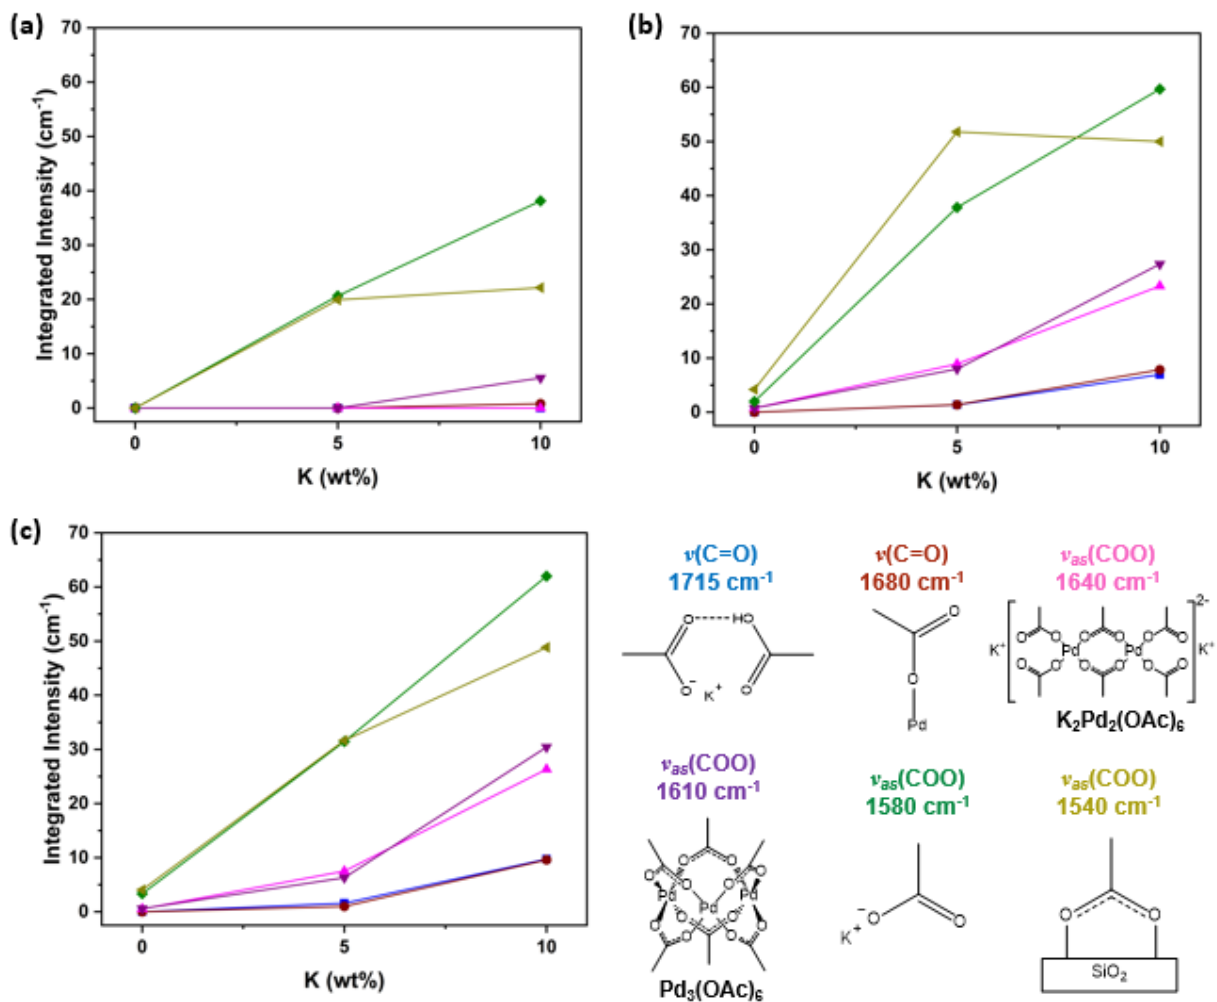 (a)
70
60
50
40
30
20
10
0
Integrated Intensity (cm⁻¹)
0 5 10
K (wt%)
(b)
70
60
50
40
30
20
10
0
0 5 10
K (wt%)
(c)
70
60
50
40
30
20
10
0
Integrated Intensity (cm⁻¹)
0 5 10
K (wt%)
ν(C=O)
1715 cm⁻¹
O HO
O⁻ K⁺ O
ν(C=O)
1680 cm⁻¹
O
O
Pd
νas(COO)
1640 cm⁻¹
2-
O O O O O O
K⁺ Pd Pd K⁺
O O O O O O
K₂Pd₂(OAc)₆
νas(COO)
1610 cm⁻¹
O O O O O O
Pd Pd Pd
O O O O O O
Pd₃(OAc)₆
νas(COO)
1580 cm⁻¹
⁻O O
K⁺
νas(COO)
1540 cm⁻¹
O O
SiO₂